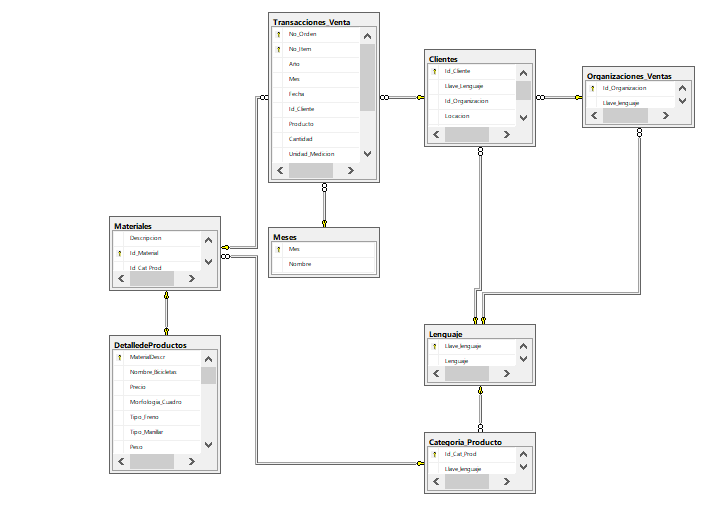 Transacciones_Venta
No_Orden
No_Item
Año
Mes
Fecha
Id_Cliente
Producto
Cantidad
Unidad_Medicion
Clientes
Id_Cliente
Llave_Lenguaje
Id_Organizacion
Locacion
Organizaciones_Ventas
Id_Organizacion
Llave_lenguaje
Materiales
Descripcion
Id_Material
Id_Cat_Prod
Meses
Mes
Nombre
DetalledeProductos
MaterialDescr
Nombre_Bicicletas
Precio
Morfologia_Cuadro
Tipo_Freno
Tipo_Manillar
Peso
Lenguaje
Llave_lenguaje
Lenguaje
Categoria_Producto
Id_Cat_Prod
Llave_lenguaje